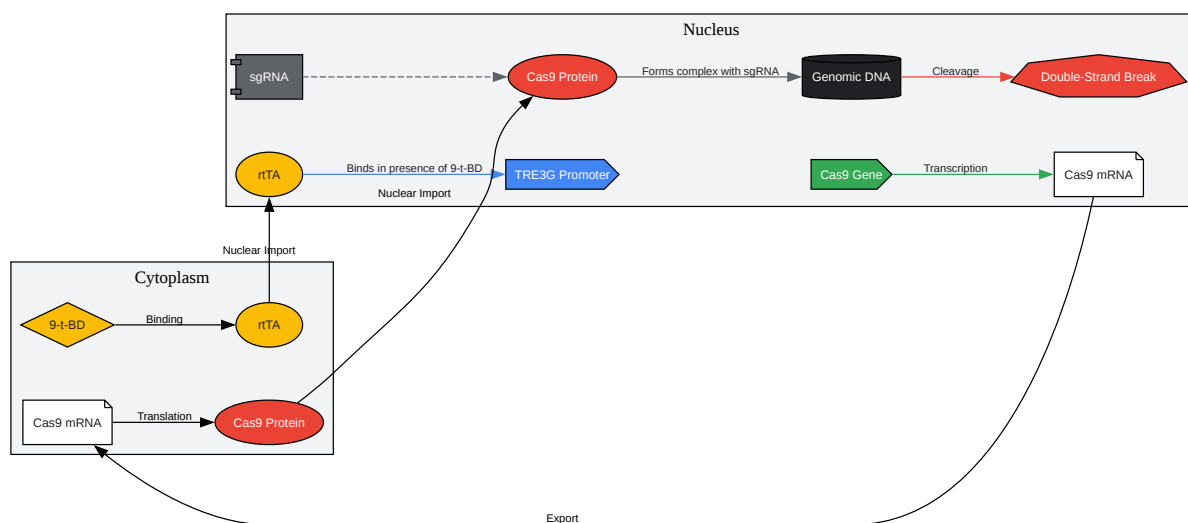 Nucleus
sgRNA
Cas9 Protein
Forms complex with sgRNA
Genomic DNA
Cleavage
Double-Strand Break
rtTA
Binds in presence of 9-t-BD
TRE3G Promoter
Cas9 Gene
Transcription
Cas9 mRNA
Nuclear Import
Nuclear Import
Cytoplasm
9-t-BD
Binding
rtTA
Cas9 mRNA
Translation
Cas9 Protein
Export